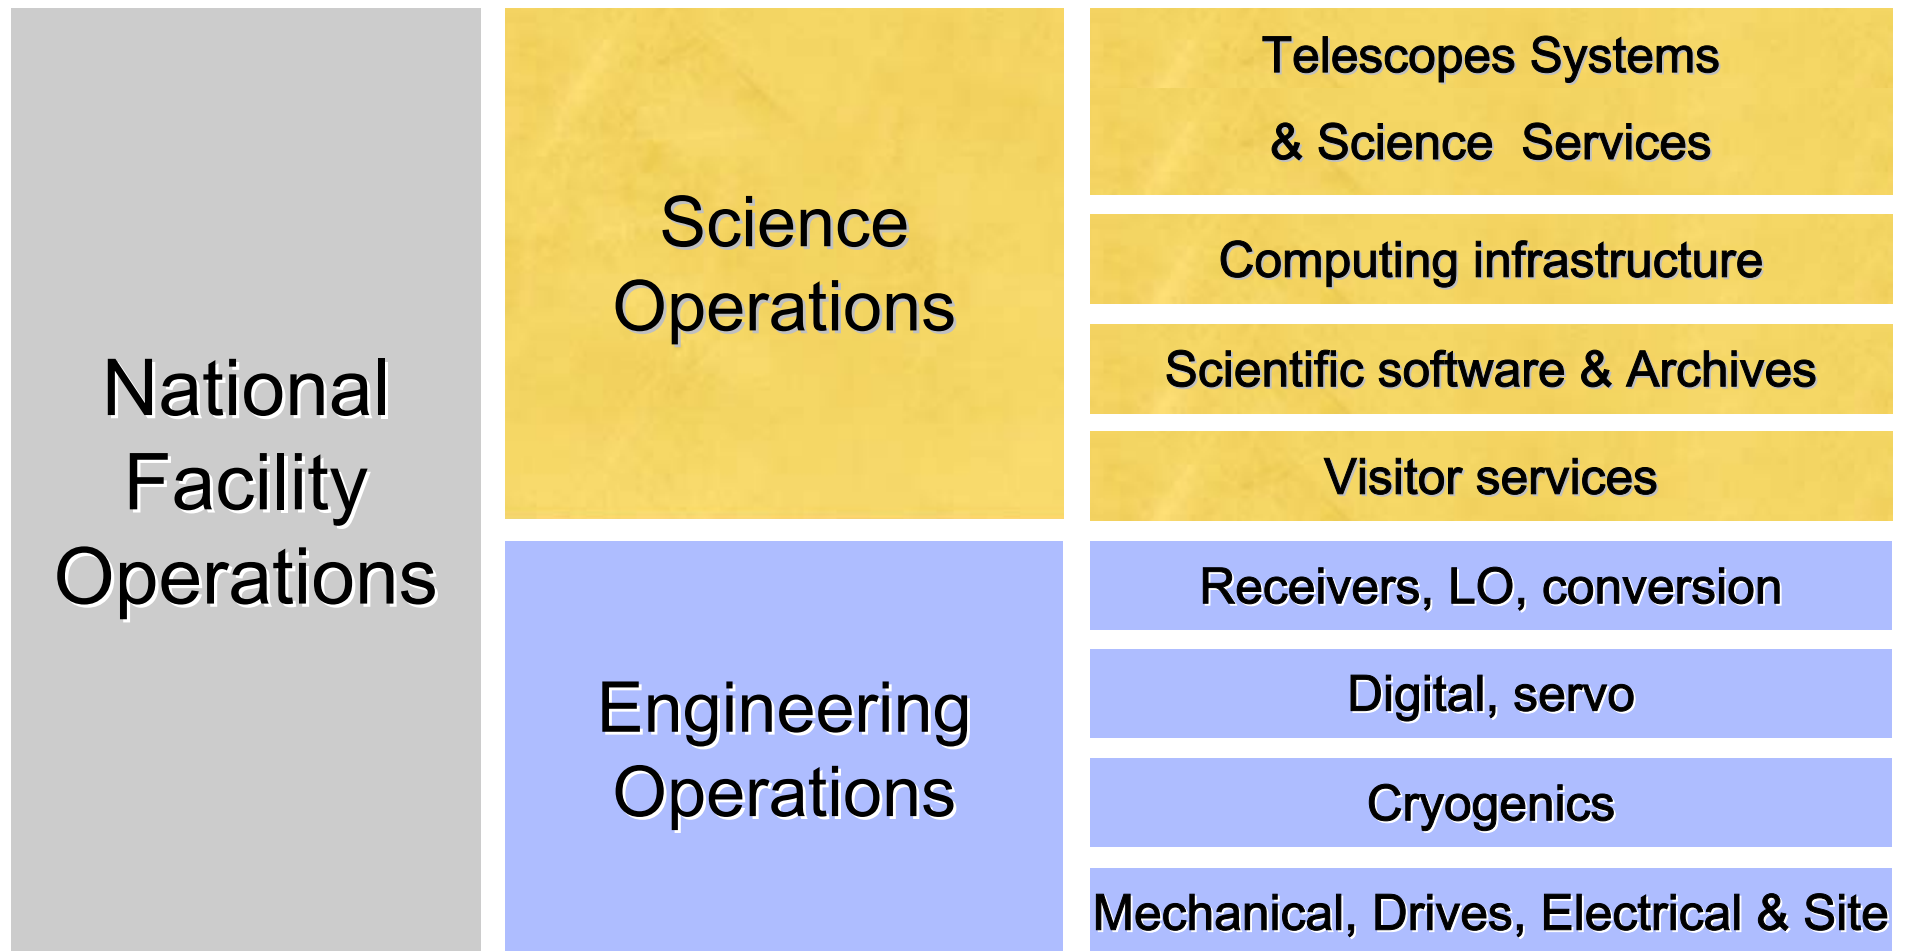 National
Facility
Operations
Science
Operations
Telescopes Systems
& Science  Services
Computing infrastructure
Scientific software & Archives
Visitor services
Engineering
Operations
Receivers, LO, conversion
Digital, servo
Cryogenics
Mechanical, Drives, Electrical & Site